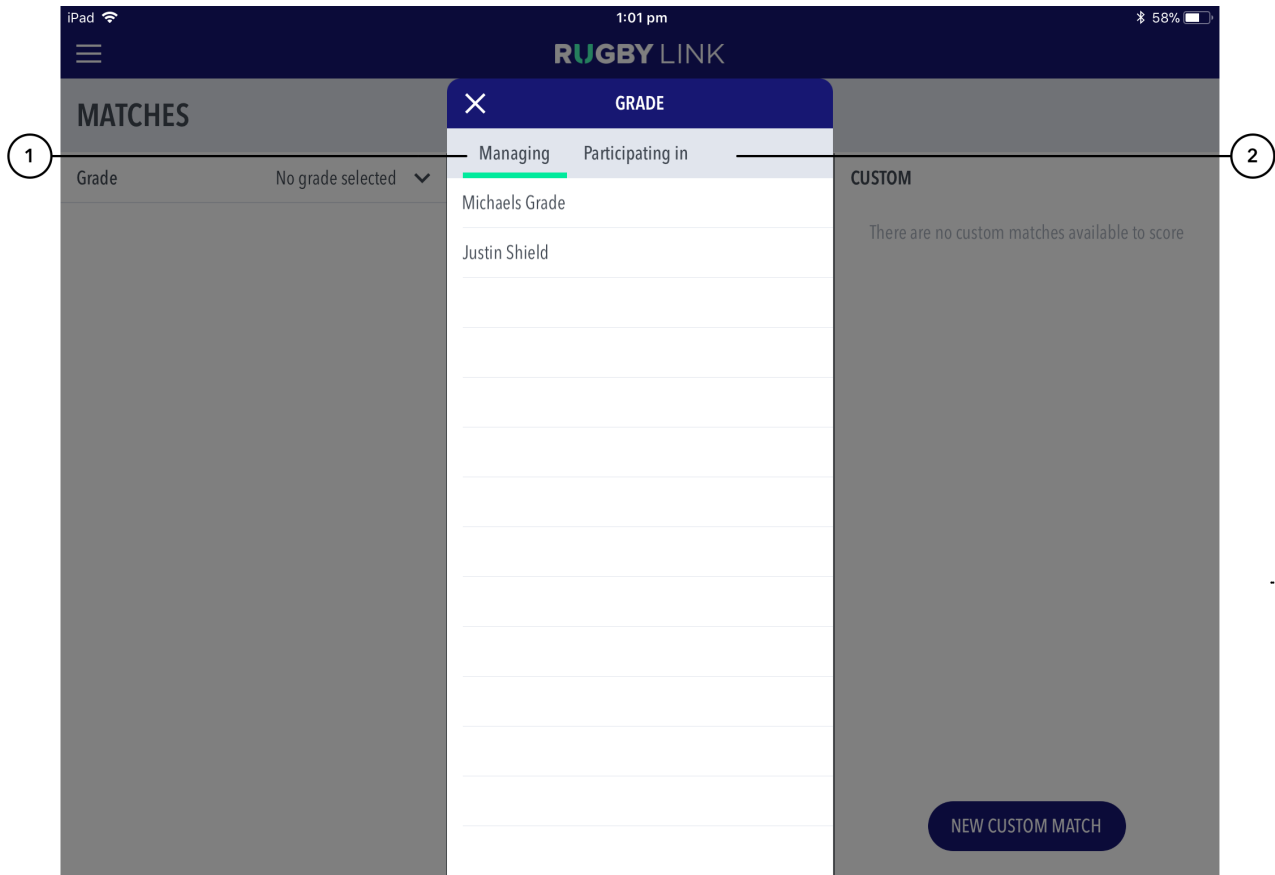 iPad 1:01 pm 58%
RUGBY LINK
MATCHES
GRADE
1
Managing Participating in
2
Grade No grade selected
CUSTOM
Michaels Grade
There are no custom matches available to score
Justin Shield
NEW CUSTOM MATCH